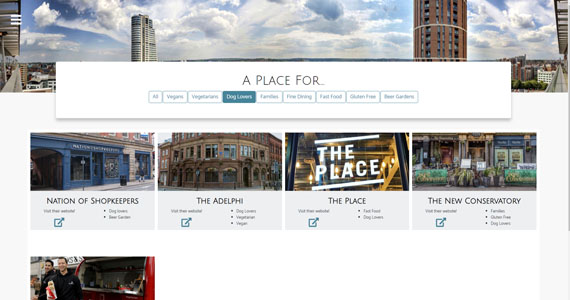 A Place For...
All Vegans Vegetarians Dog Lovers Families Fine Dining Fast Food Gluten Free Beer Gardens
NATION OF SHOPKEEPERS
THE
PLACE
Nation of Shopkeepers
Visit their website!
Dog lovers
Beer Garden
The Adelphi
Visit their website!
Dog Lovers
Vegetarian
Vegan
The Place
Visit their website!
Fast Food
Dog Lovers
The New Conservatory
Visit their website!
Families
Gluten Free
Dog Lovers